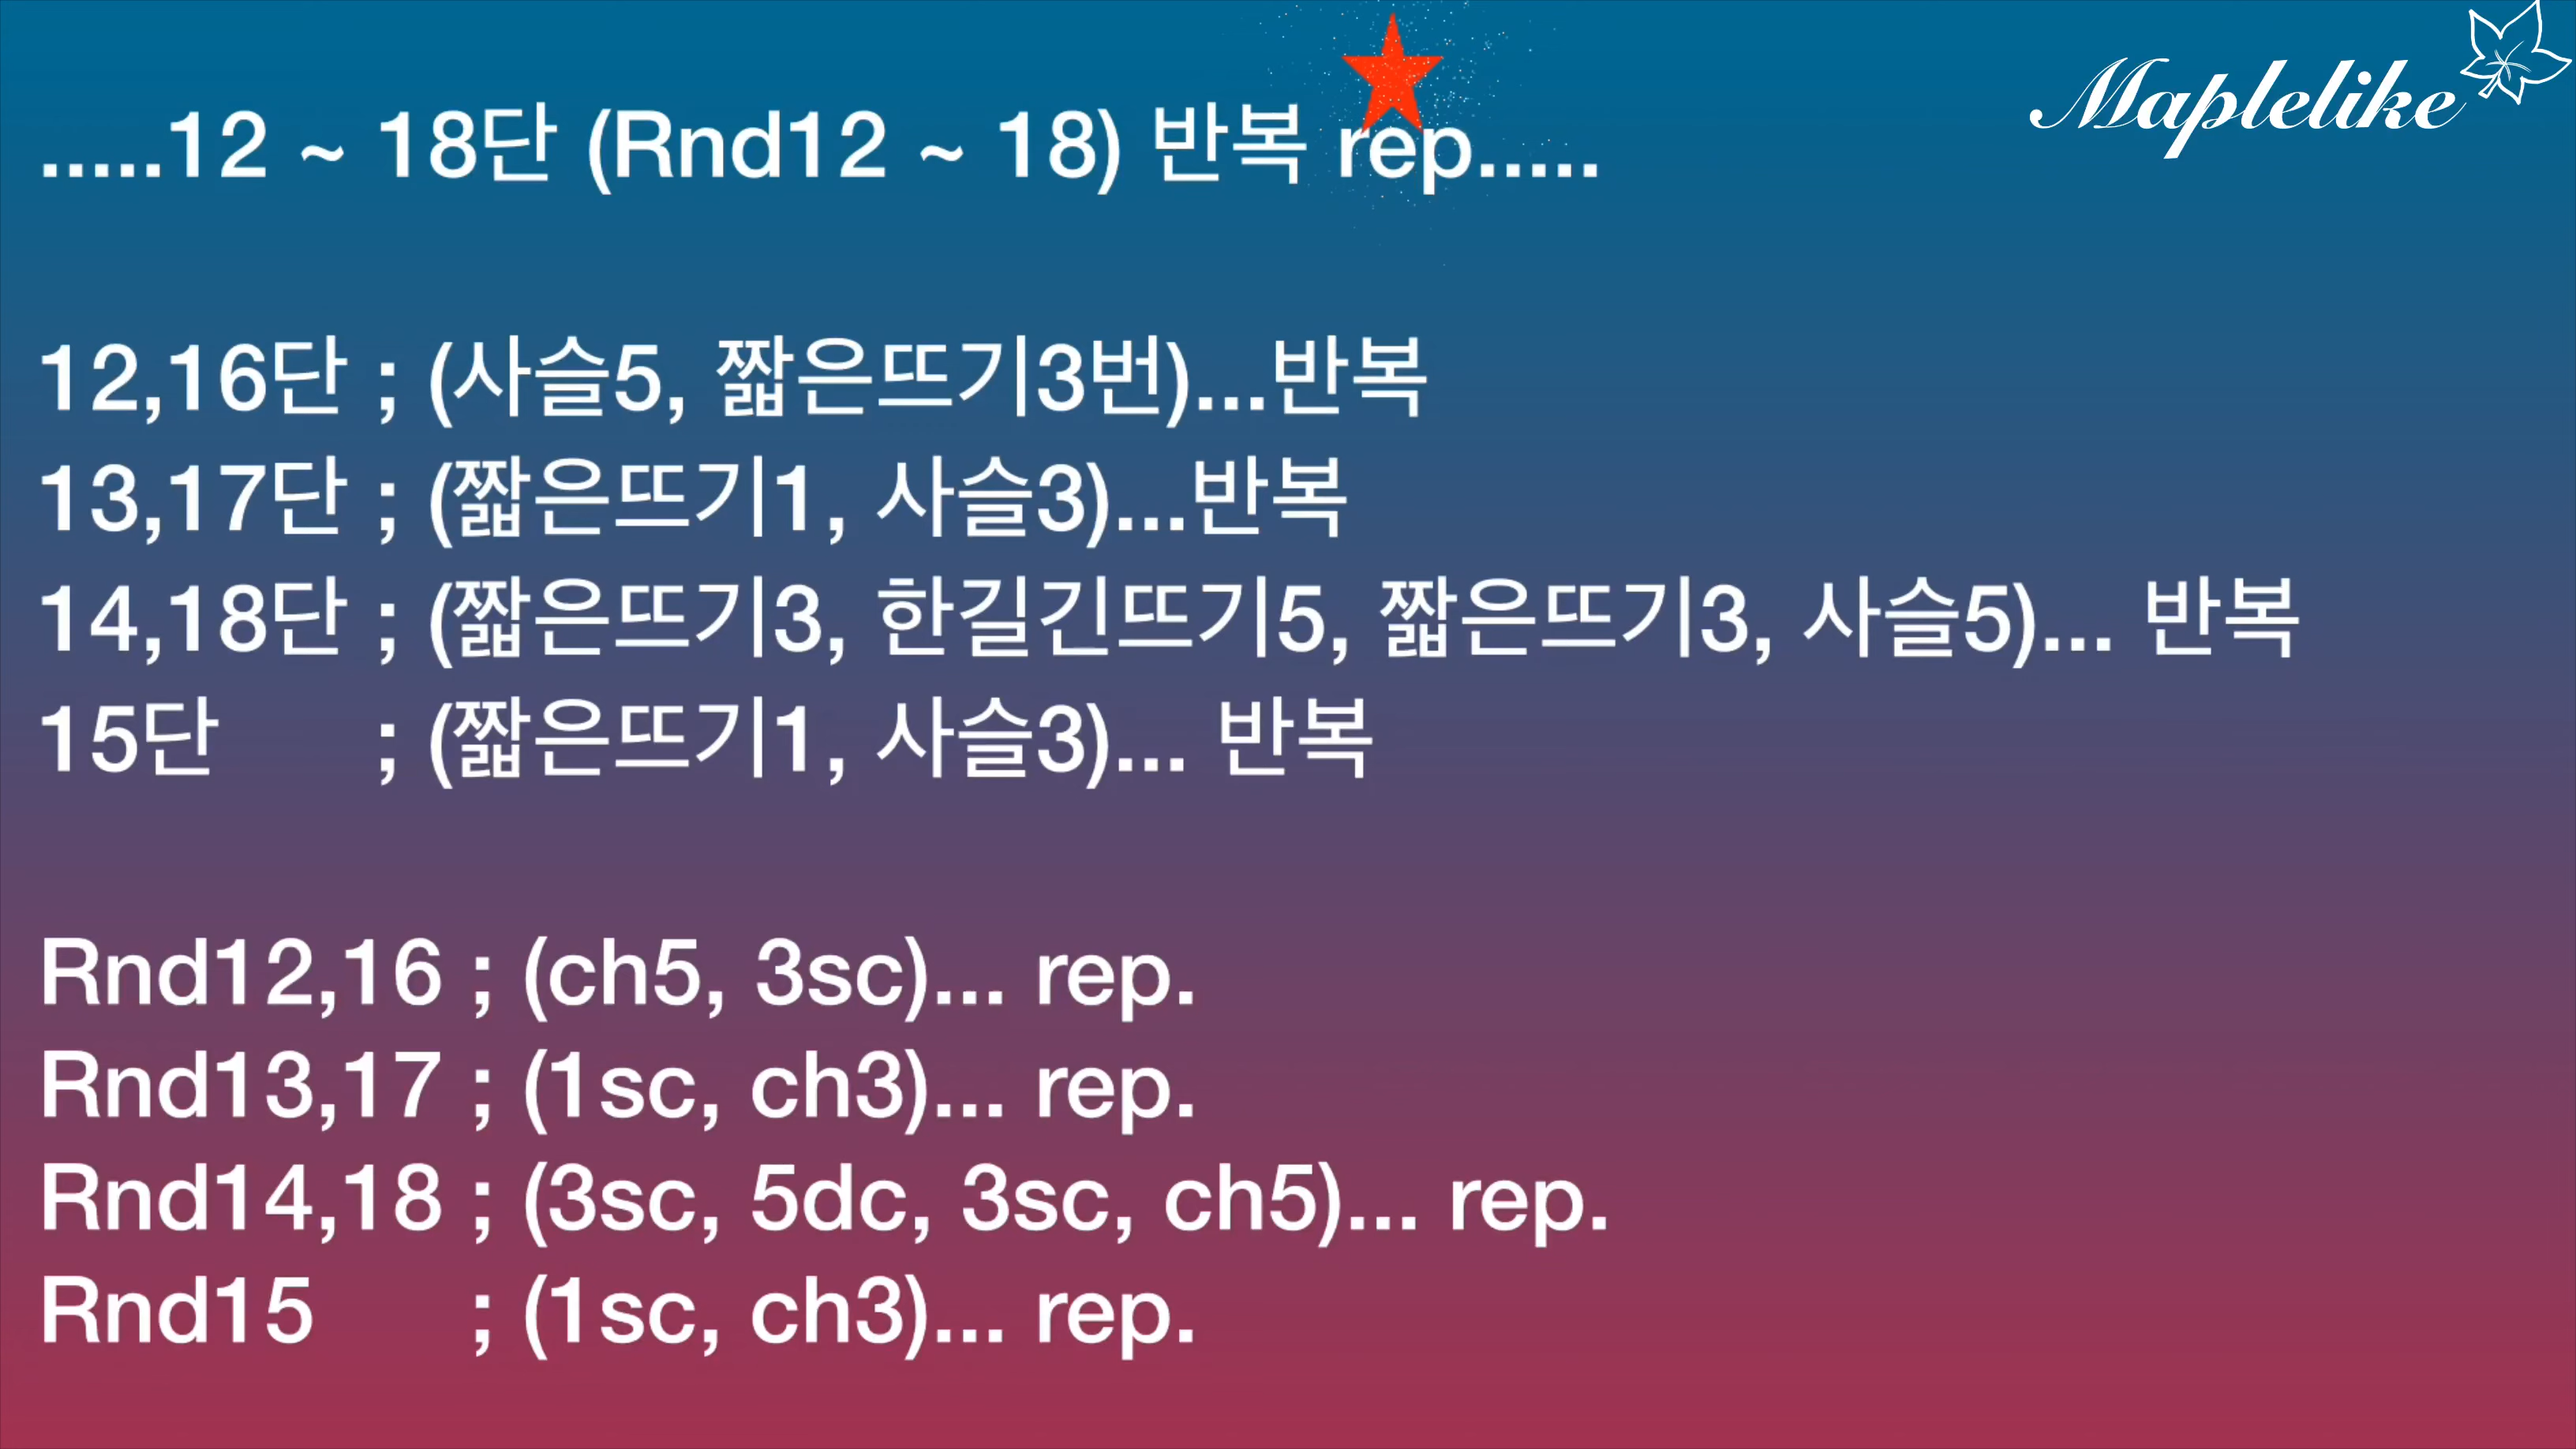 Maplelike
.....12 ~ 18단 (Rnd12 ~ 18) 반복 rep.....
12,16단 ; (사슬5, 짧은뜨기3번)...반복
13,17단 ; (짧은뜨기1, 사슬3)...반복
14,18단 ; (짧은뜨기3, 한길긴뜨기5, 짧은뜨기3, 사슬5)... 반복
15단 ; (짧은뜨기1, 사슬3)... 반복
Rnd12,16 ; (ch5, 3sc)... rep.
Rnd13,17 ; (1sc, ch3)... rep.
Rnd14,18 ; (3sc, 5dc, 3sc, ch5)... rep.
Rnd15 ; (1sc, ch3)... rep.